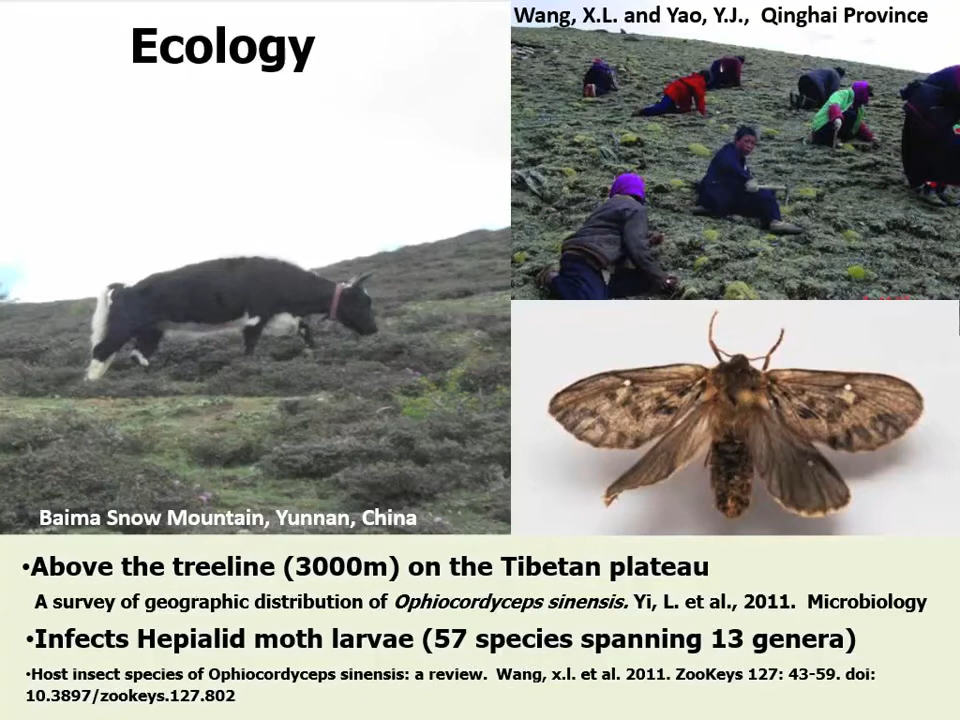 Wang, X.L. and Yao, Y.J.,  Qinghai Province
Ecology
Baima Snow Mountain, Yunnan, China
•Above the treeline (3000m) on the Tibetan plateau
A survey of geographic distribution of Ophiocordyceps sinensis. Yi, L. et al., 2011.  Microbiology
•Infects Hepialid moth larvae (57 species spanning 13 genera)
•Host insect species of Ophiocordyceps sinensis: a review.  Wang, x.l. et al. 2011. ZooKeys 127: 43-59. doi:
10.3897/zookeys.127.802